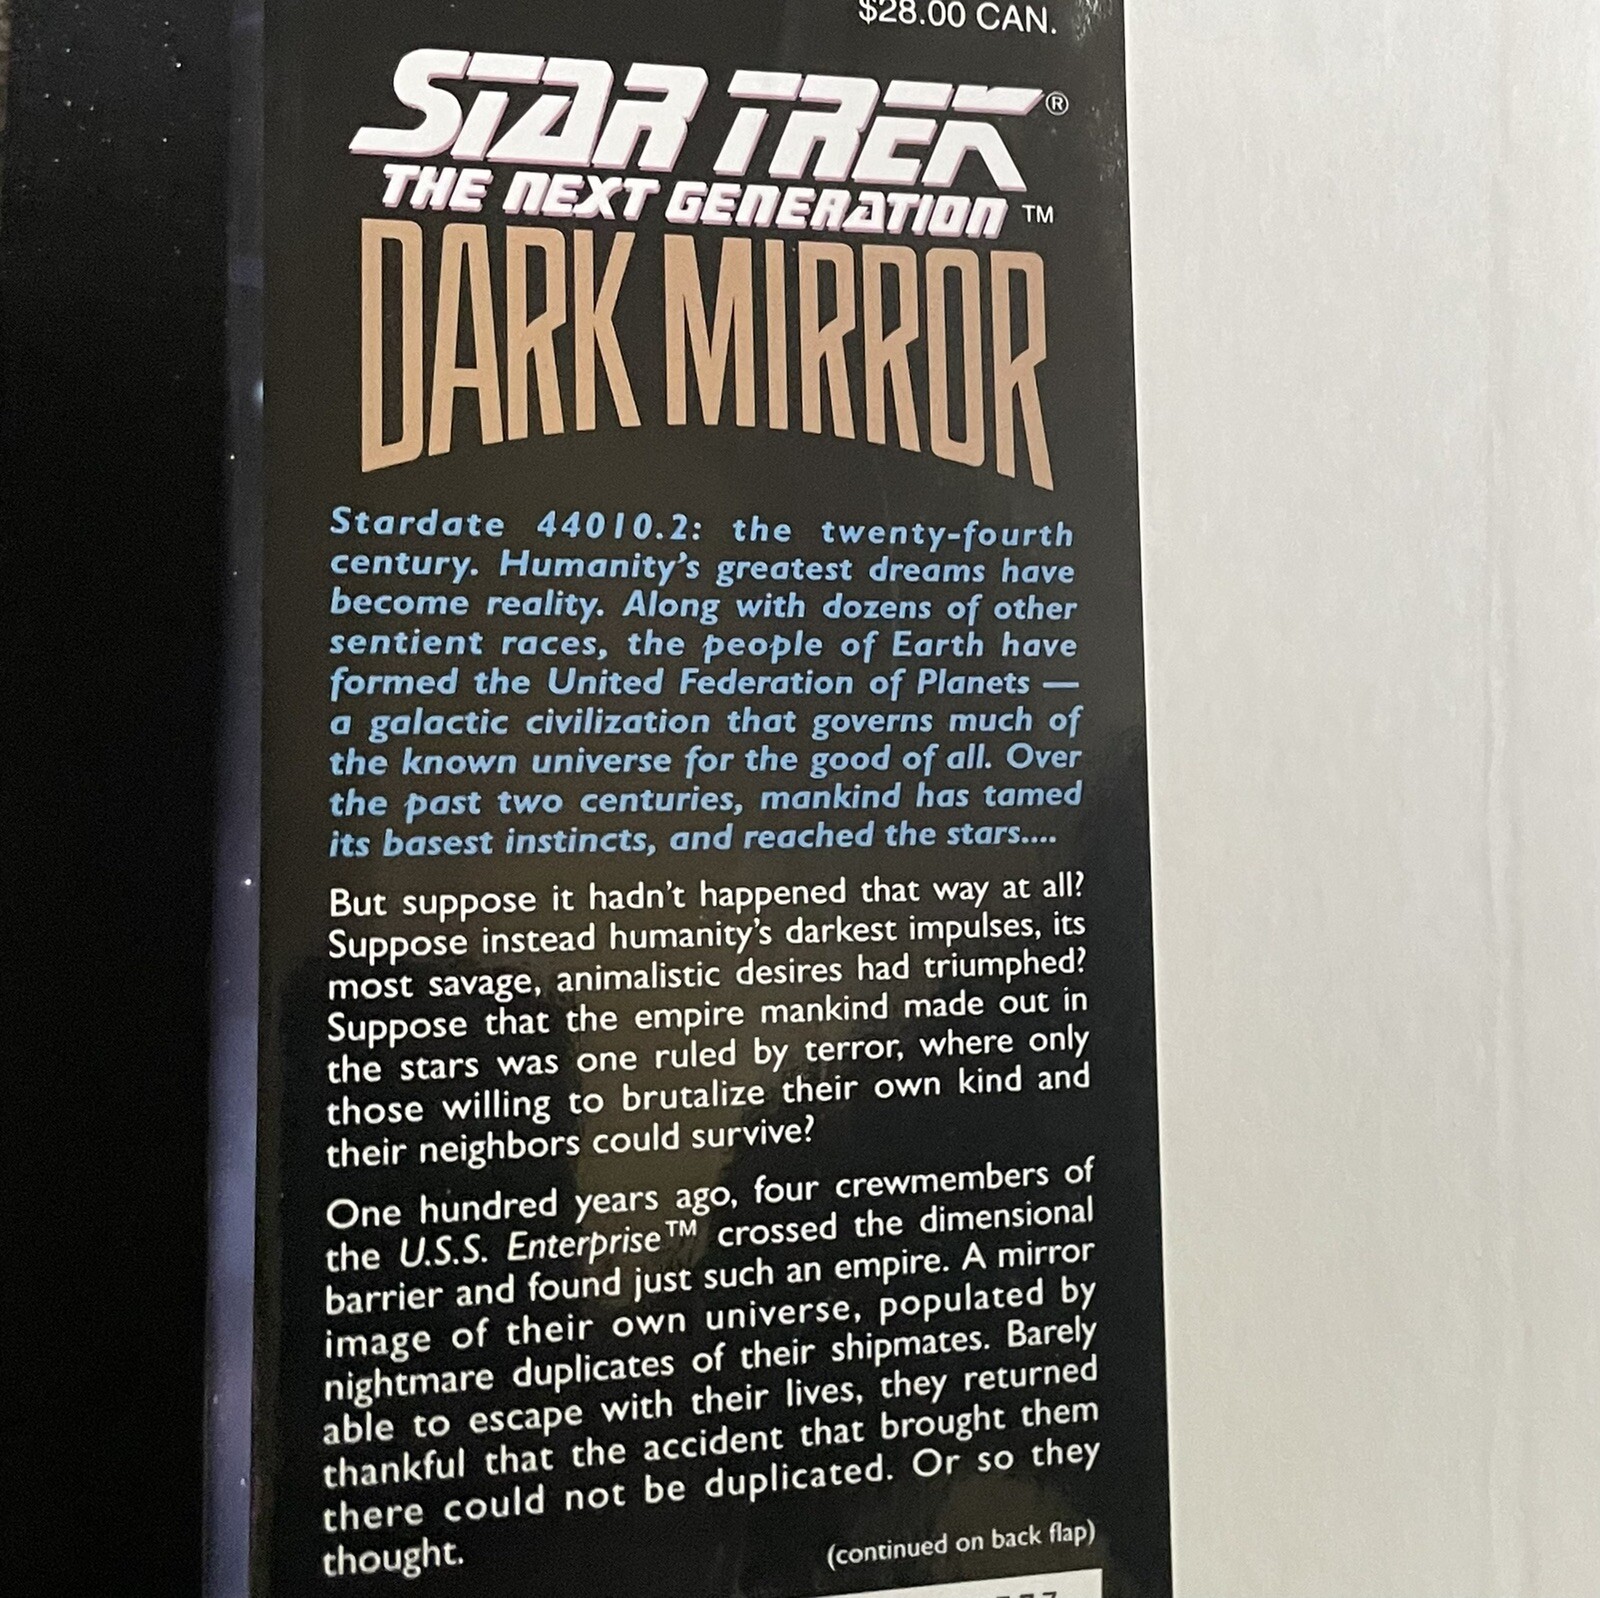 $28.00 CAN.
STAR TREK®
THE NEXT GENERATION™
DARK MIRROR
Stardate 44010.2: the twenty-fourth
century. Humanity's greatest dreams have
become reality. Along with dozens of other
sentient races, the people of Earth have
formed the United Federation of Planets —
a galactic civilization that governs much of
the known universe for the good of all. Over
the past two centuries, mankind has tamed
its basest instincts, and reached the stars....
But suppose it hadn't happened that way at all?
Suppose instead humanity's darkest impulses, its
most savage, animalistic desires had triumphed?
Suppose that the empire mankind made out in
the stars was one ruled by terror, where only
those willing to brutalize their own kind and
their neighbors could survive?
One hundred years ago, four crewmembers of
the U.S.S. Enterprise™ crossed the dimensional
barrier and found just such an empire. A mirror
image of their own universe, populated by
nightmare duplicates of their shipmates. Barely
able to escape with their lives, they returned
thankful that the accident that brought them
there could not be duplicated. Or so they
thought.
(continued on back flap)